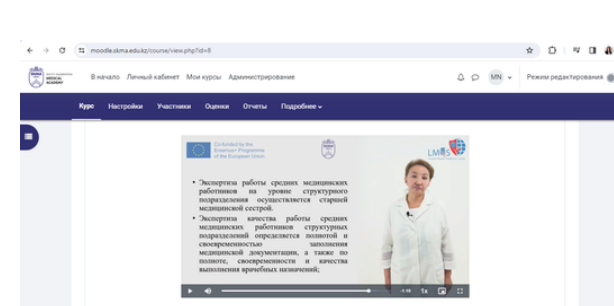 moodle.skma.edu.kz/course/view.php?id=8
MEDICAL
ACADEMY
В начало Личный кабинет Мои курсы Администрирование
MN
Режим редактирования
Курс Настройки Участники Оценки Отчеты Подробнее
Co-funded by the
Erasmus+ Programme
of the European Union
• Экспертиза работы средних медицинских
работников на уровне структурного
подразделения осуществляется старшей
медицинской сестрой.
• Экспертиза качества работы средних
медицинских работников структурных
подразделений определяется полнотой и
своевременностью заполнения
медицинской документации, а также по
полноте, своевременности и качества
выполнения врачебных назначений;
1x